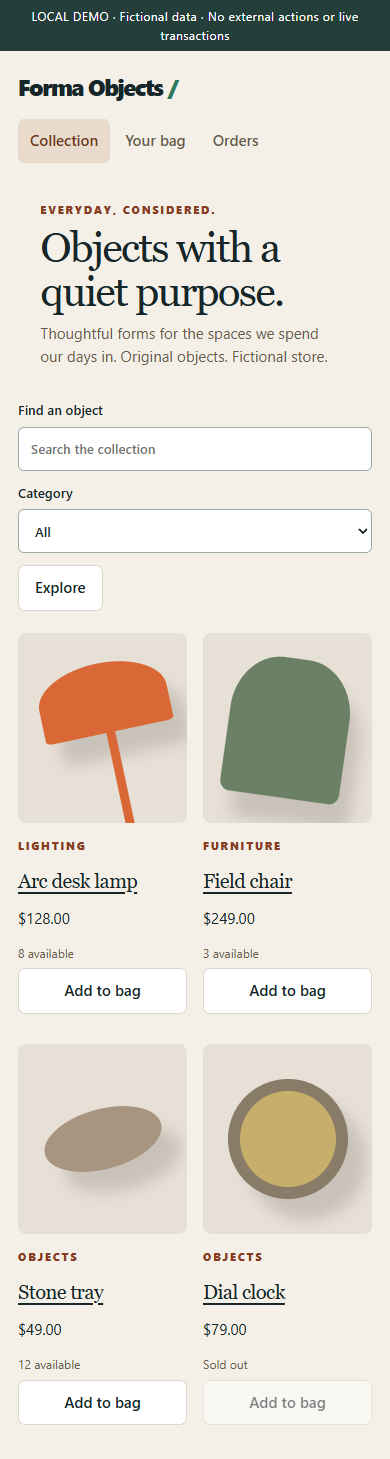 LOCAL DEMO · Fictional data · No external actions or live
transactions
Forma Objects /
Collection
Your bag
Orders
EVERYDAY, CONSIDERED.
Objects with a
quiet purpose.
Thoughtful forms for the spaces we spend
our days in. Original objects. Fictional store.
Find an object
Search the collection
Category
All
Explore
LIGHTING
Arc desk lamp
$128.00
8 available
Add to bag
FURNITURE
Field chair
$249.00
3 available
Add to bag
OBJECTS
Stone tray
$49.00
12 available
Add to bag
OBJECTS
Dial clock
$79.00
Sold out
Add to bag